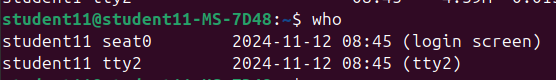 student11@student11-MS-7D48:~$ who
student11 seat0        2024-11-12 08:45 (login screen)
student11 tty2         2024-11-12 08:45 (tty2)